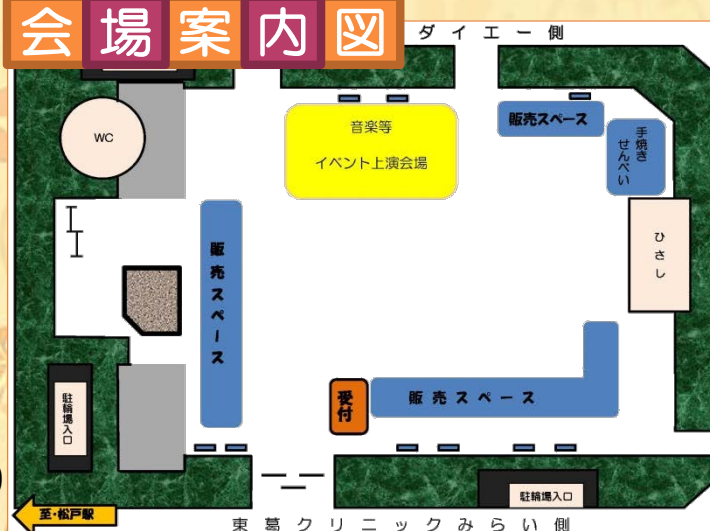 会場案内図
ダイエー側
WC
音楽等
イベント上演会場
販売スペース
手焼き
せんべい
ひさし
販売スペース
受付
販売スペース
駐輪場入口
駐輪場入口
至・松戸駅
東葛クリニックみらい側